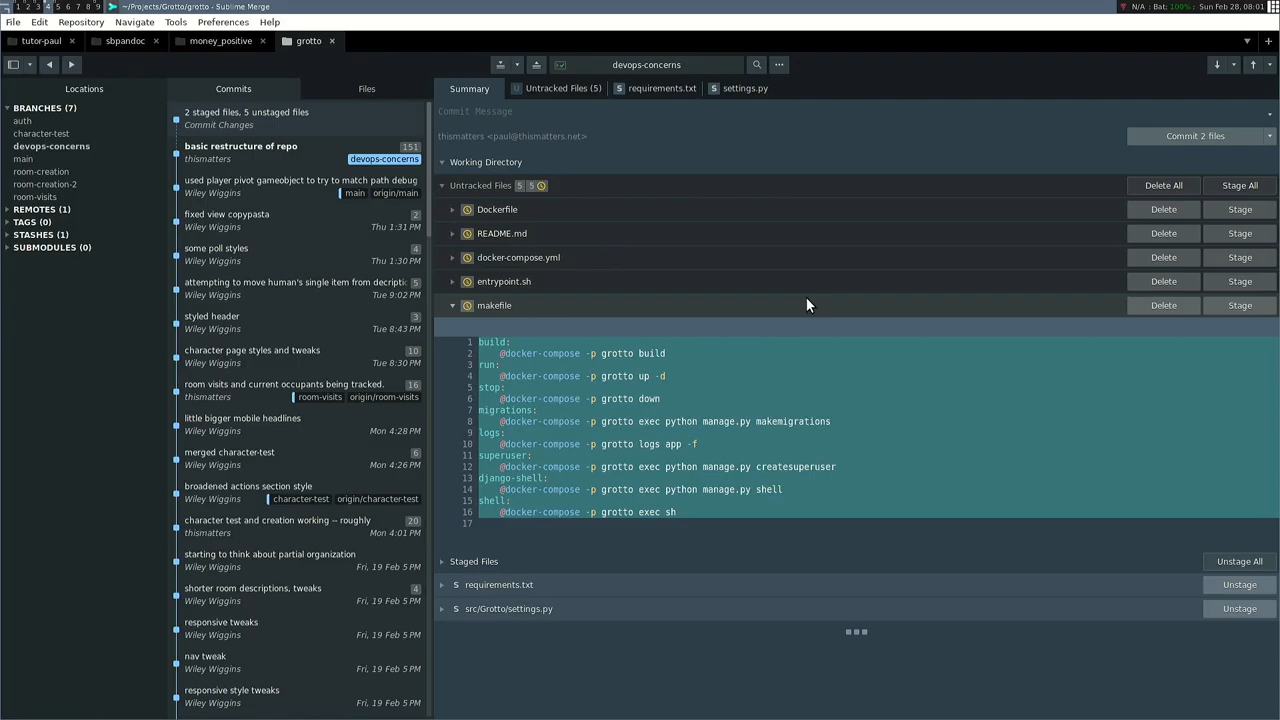 1 2 3 4 5 6 7 8 9 ~/Projects/Grotto/grotto - Sublime Merge N/A : Bat: 100% : Sun Feb 28, 08:01
File Edit Repository Navigate Tools Preferences Help
tutor-paul × sbpandoc × money_positive × grotto ×
devops-concerns
Locations
BRANCHES (7)
auth
character-test
devops-concerns
main
room-creation
room-creation-2
room-visits
REMOTES (1)
TAGS (0)
STASHES (1)
SUBMODULES (0)
Commits Files
2 staged files, 5 unstaged files
Commit Changes
basic restructure of repo 151
thismatters devops-concerns
used player pivot gameobject to try to match path debug
Wiley Wiggins main origin/main
fixed view copypasta 2
Wiley Wiggins Thu 1:31 PM
some poll styles 4
Wiley Wiggins Thu 1:30 PM
attempting to move human's single item from decriptic 5
Wiley Wiggins Tue 9:02 PM
styled header 3
Wiley Wiggins Tue 8:43 PM
character page styles and tweaks 10
Wiley Wiggins Tue 8:30 PM
room visits and current occupants being tracked. 16
thismatters room-visits origin/room-visits
little bigger mobile headlines
Wiley Wiggins Mon 4:28 PM
merged character-test 6
Wiley Wiggins Mon 4:26 PM
broadened actions section style
Wiley Wiggins character-test origin/character-test
character test and creation working -- roughly 20
thismatters Mon 4:01 PM
starting to think about partial organization
Wiley Wiggins Fri, 19 Feb 5 PM
shorter room descriptions, tweaks 4
Wiley Wiggins Fri, 19 Feb 5 PM
responsive tweaks
Wiley Wiggins Fri, 19 Feb 5 PM
nav tweak
Wiley Wiggins Fri, 19 Feb 5 PM
responsive style tweaks
Wiley Wiggins Fri, 19 Feb 5 PM
Summary Untracked Files (5) requirements.txt settings.py
Commit Message
thismatters <paul@thismatters.net> Commit 2 files
Working Directory
Untracked Files 5 5 Delete All Stage All
Dockerfile Delete Stage
README.md Delete Stage
docker-compose.yml Delete Stage
entrypoint.sh Delete Stage
makefile Delete Stage
1 build:
2 @docker-compose -p grotto build
3 run:
4 @docker-compose -p grotto up -d
5 stop:
6 @docker-compose -p grotto down
7 migrations:
8 @docker-compose -p grotto exec python manage.py makemigrations
9 logs:
10 @docker-compose -p grotto logs app -f
11 superuser:
12 @docker-compose -p grotto exec python manage.py createsuperuser
13 django-shell:
14 @docker-compose -p grotto exec python manage.py shell
15 shell:
16 @docker-compose -p grotto exec sh
17
Staged Files Unstage All
S requirements.txt Unstage
S src/Grotto/settings.py Unstage